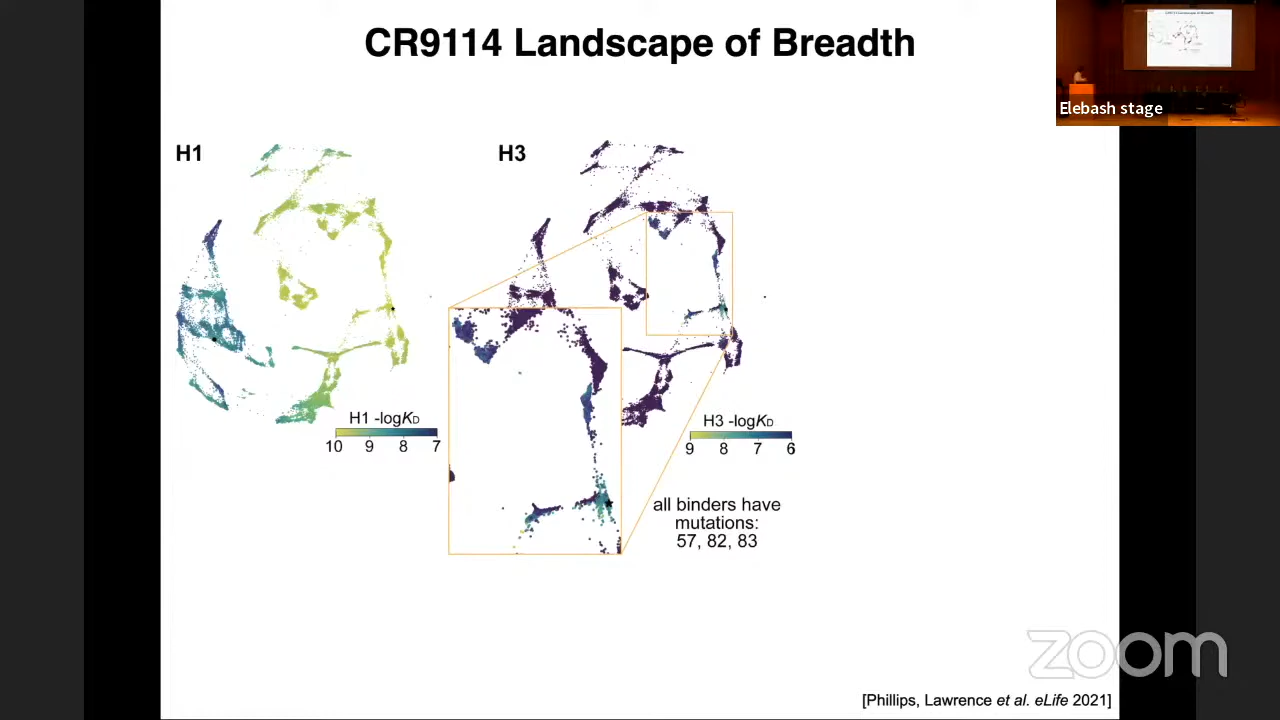 CR9114 Landscape of Breadth
Elebash stage
H1
H3
H1 -logKD
10 9 8 7
H3 -logKD
9 8 7 6
all binders have
mutations:
57, 82, 83
zoom
[Phillips, Lawrence et al. eLife 2021]